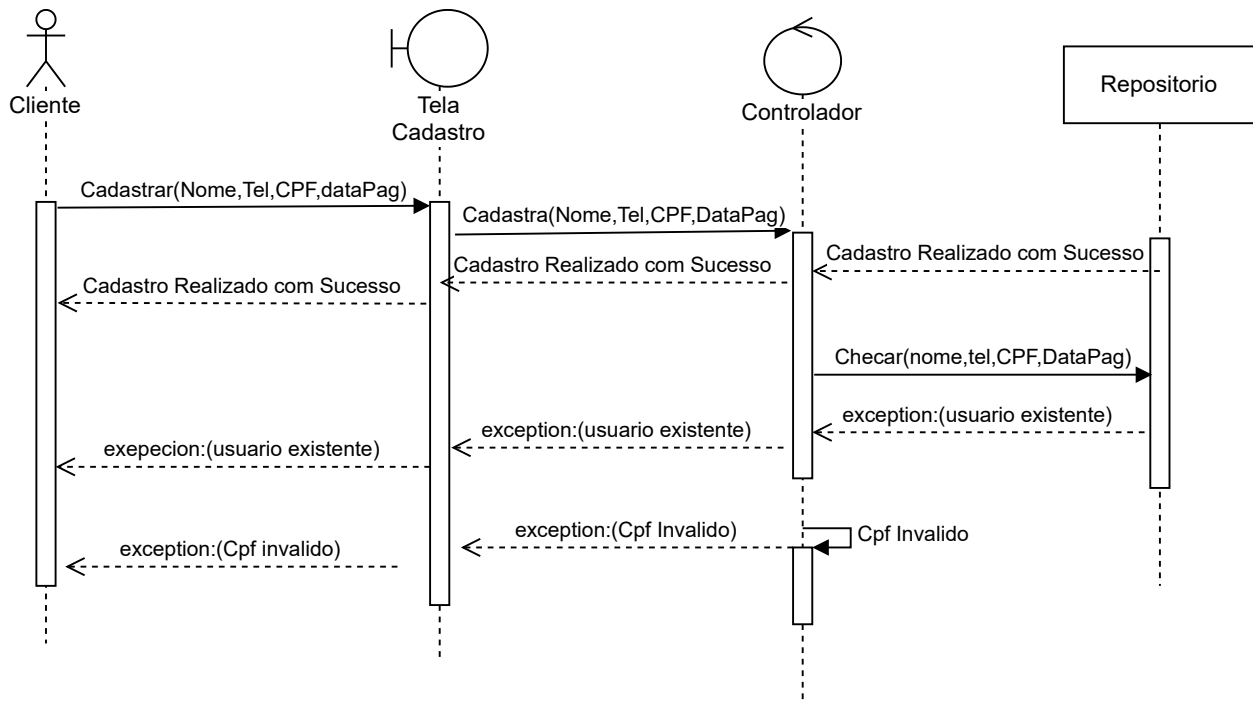 Cliente
Tela
Cadastro
Controlador
Repositorio
Cadastrar(Nome,Tel,CPF,dataPag)
Cadastra(Nome,Tel,CPF,DataPag)
Cadastro Realizado com Sucesso
Cadastro Realizado com Sucesso
Cadastro Realizado com Sucesso
Checar(nome,tel,CPF,DataPag)
exception:(usuario existente)
exception:(usuario existente)
exepecion:(usuario existente)
Cpf Invalido
exception:(Cpf Invalido)
exception:(Cpf invalido)